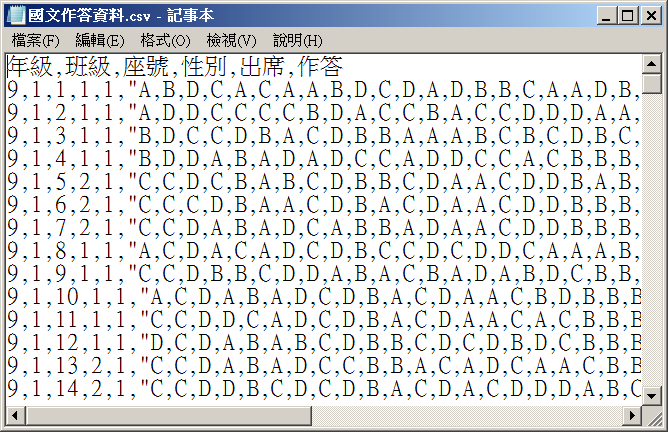 國文作答資料.csv - 記事本
檔案(F) 編輯(E) 格式(O) 檢視(V) 說明(H)
年級,班級,座號,性別,出席,作答
9,1,1,1,1,"A,B,D,C,A,C,A,A,B,D,C,D,A,D,B,B,C,A,A,D,B,
9,1,2,1,1,"A,D,D,C,C,C,C,B,D,A,C,C,B,A,C,C,D,D,D,A,A,
9,1,3,1,1,"B,D,C,C,D,B,A,C,D,B,B,A,A,A,B,C,B,C,D,B,C,
9,1,4,1,1,"B,D,D,A,B,A,D,A,D,C,C,A,D,D,C,C,A,C,B,B,B,
9,1,5,2,1,"C,C,D,C,B,A,B,C,D,B,B,C,D,A,A,C,D,D,B,A,B,
9,1,6,2,1,"C,C,C,D,B,A,A,C,D,B,A,C,D,A,A,C,D,D,B,B,B,
9,1,7,2,1,"C,C,D,A,B,A,D,C,A,B,B,A,D,A,A,C,D,D,B,B,B,
9,1,8,1,1,"A,C,D,A,C,A,D,C,D,B,C,C,D,C,D,D,C,A,A,A,B,
9,1,9,1,1,"C,C,D,B,B,C,D,D,A,B,A,C,B,A,D,A,B,D,C,B,B,
9,1,10,1,1,"A,C,D,A,B,A,D,C,D,B,A,C,D,A,A,C,B,D,B,B,B
9,1,11,1,1,"C,C,D,D,C,A,D,C,D,B,A,C,D,A,A,C,A,C,B,B,B
9,1,12,1,1,"D,C,D,A,B,A,B,C,D,B,B,C,D,C,D,B,D,C,B,B,B
9,1,13,2,1,"C,C,D,A,B,A,D,C,C,B,B,A,C,D,C,A,A,C,B,B
9,1,14,2,1,"C,C,D,D,B,C,D,C,D,B,A,C,D,A,C,D,D,D,A,B,C